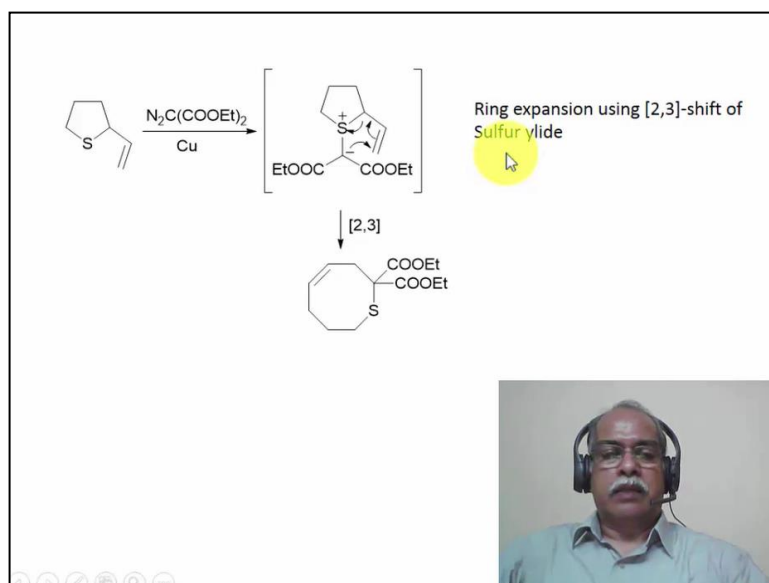 N₂C(COOEt)₂
Cu
S
S
+
−
EtOOC
COOEt
Ring expansion using [2,3]-shift of
Sulfur ylide
[2,3]
COOEt
COOEt
S